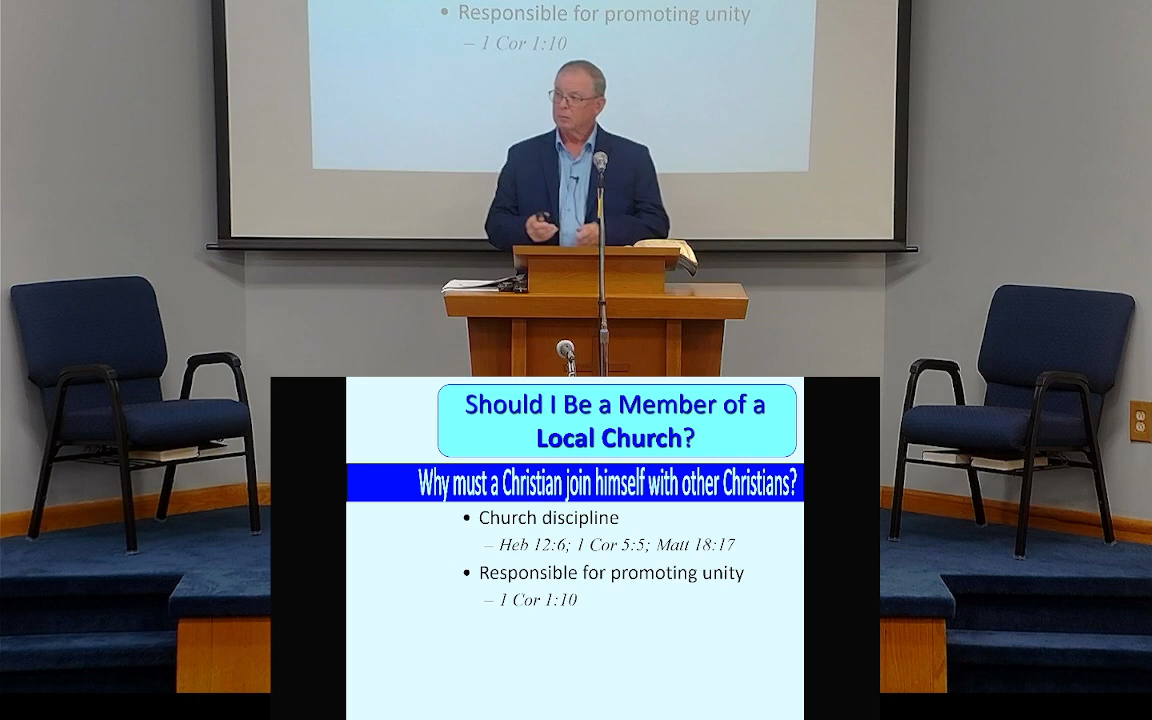 • Responsible for promoting unity
– 1 Cor 1:10
Should I Be a Member of a
Local Church?
Why must a Christian join himself with other Christians?
• Church discipline
– Heb 12:6; 1 Cor 5:5; Matt 18:17
• Responsible for promoting unity
– 1 Cor 1:10